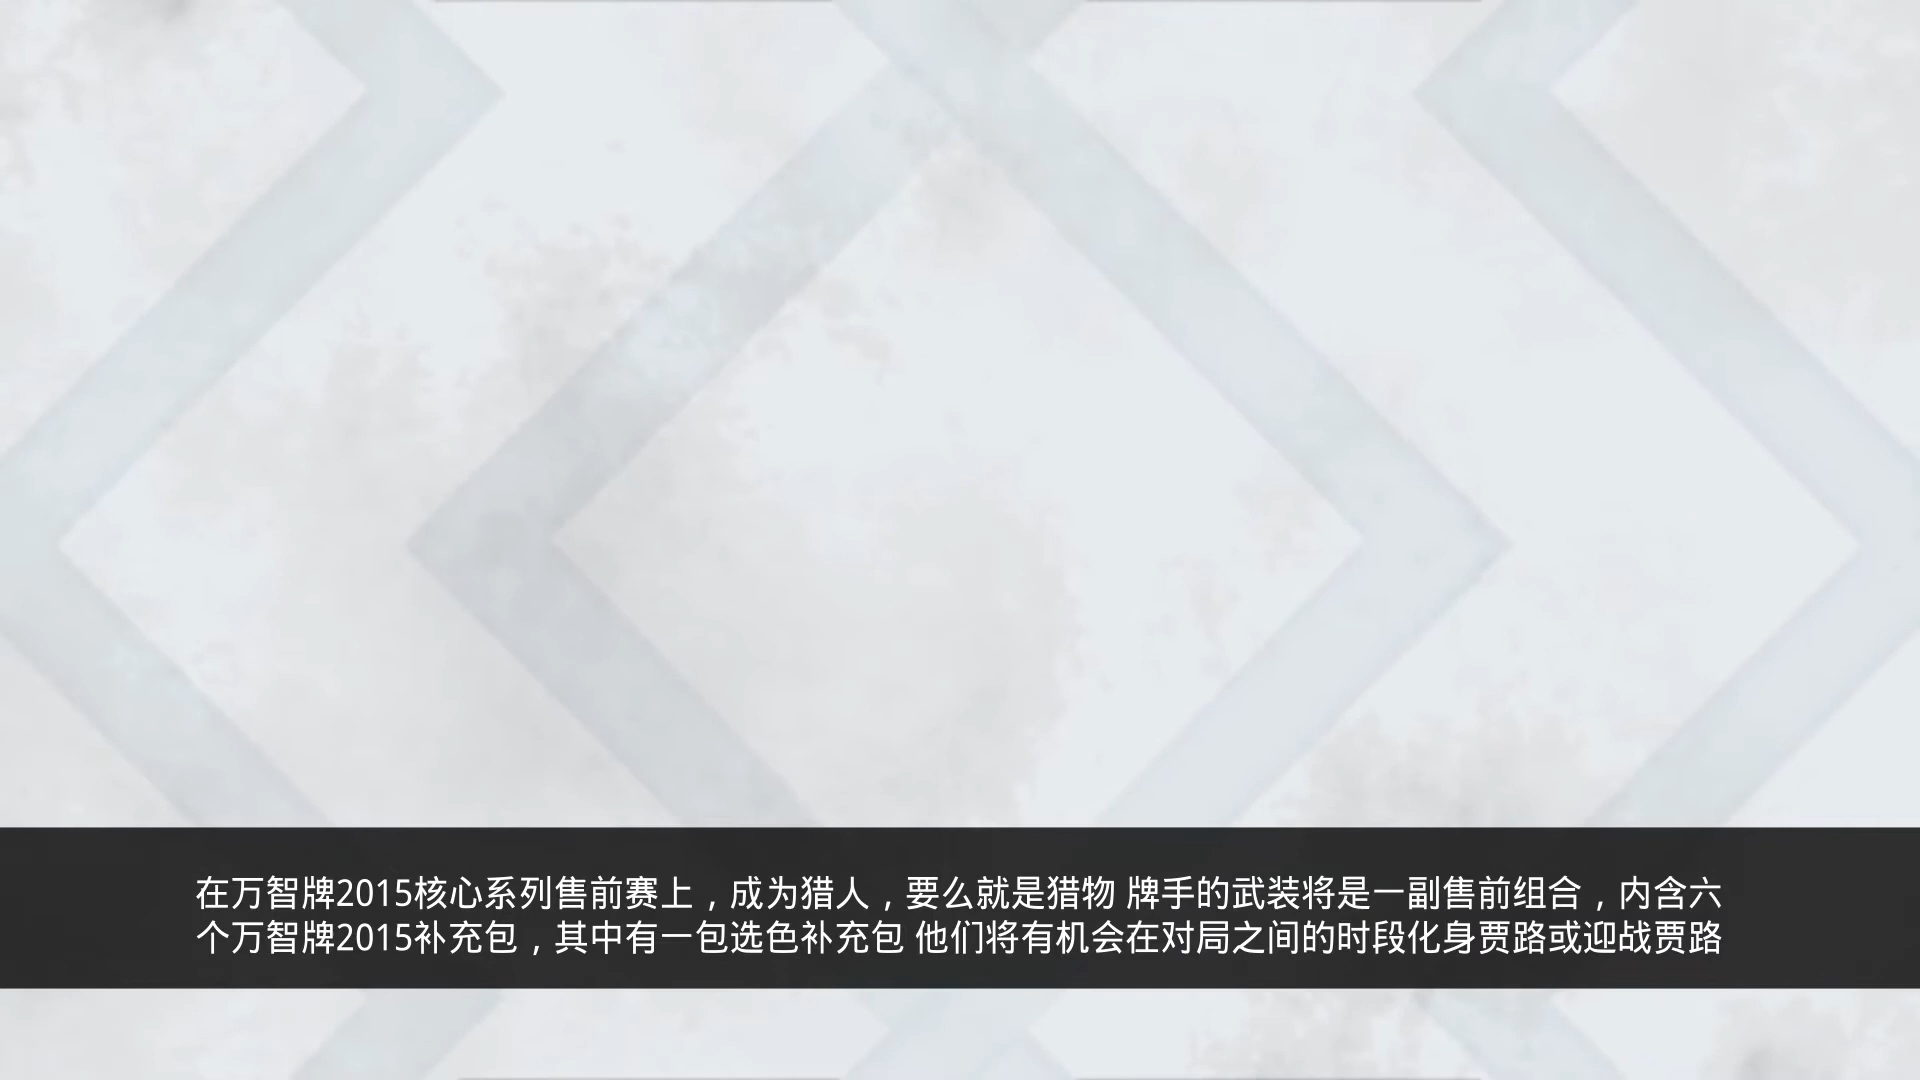 在万智牌2015核心系列售前赛上，成为猎人，要么就是猎物 牌手的武装将是一副售前组合，内含六
个万智牌2015补充包，其中有一包选色补充包 他们将有机会在对局之间的时段化身贾路或迎战贾路